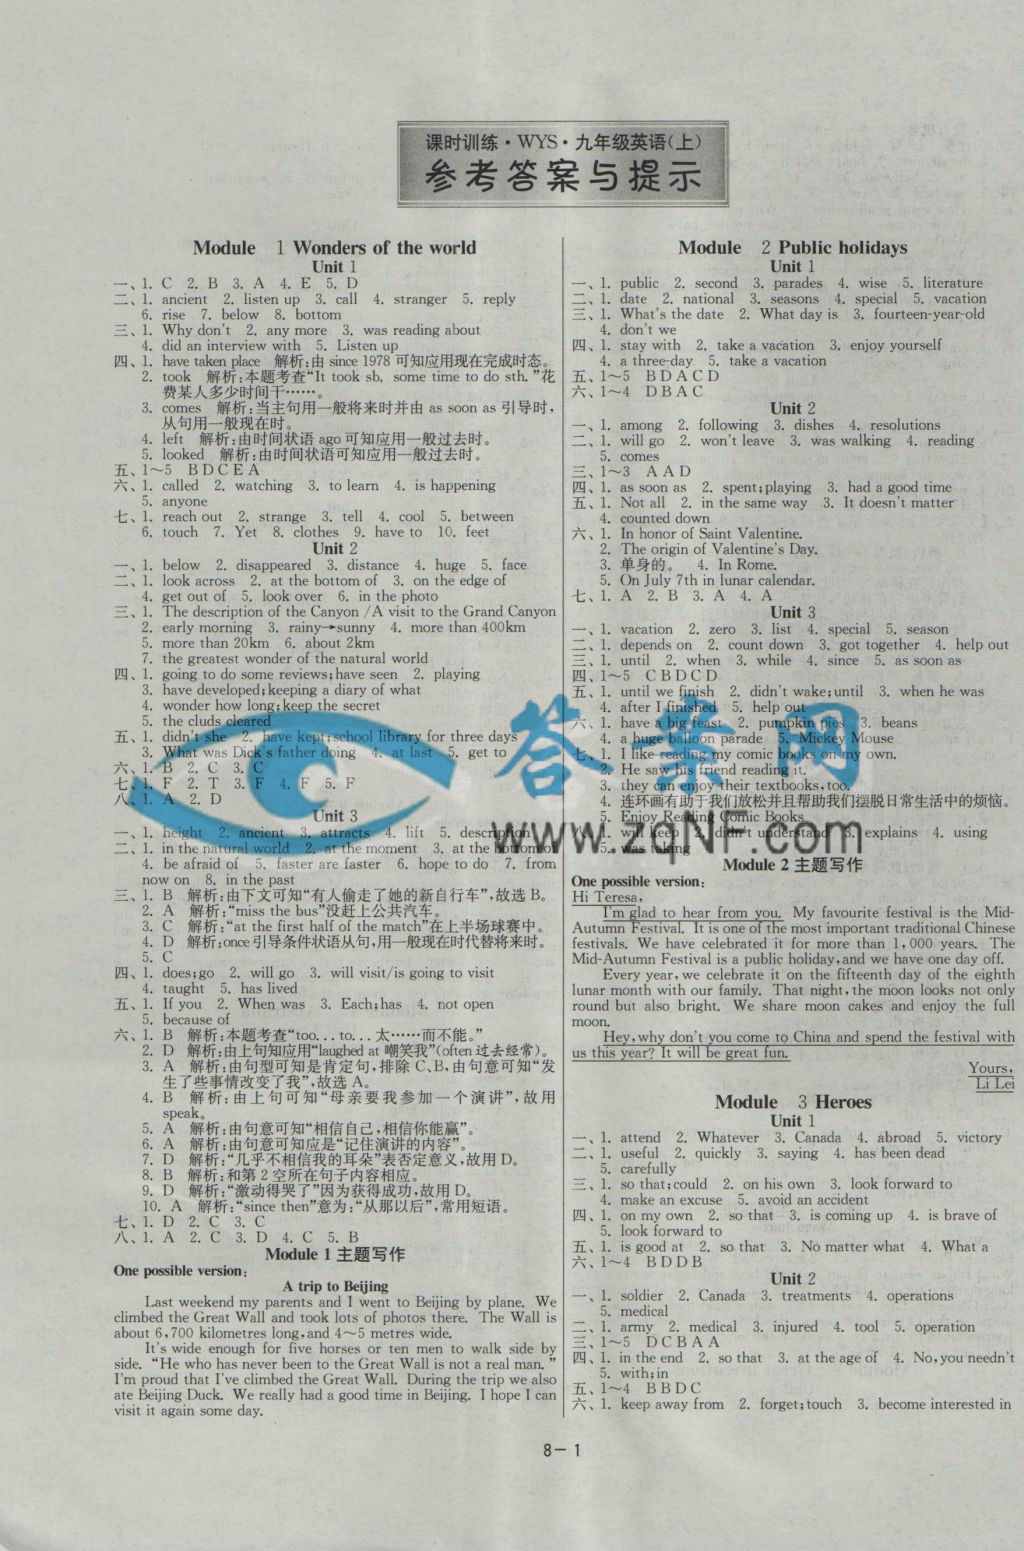 课时训练·WYS·九年级英语(上)
参考答案与提示
Module 1 Wonders of the world
Unit 1
一、1. C 2. B 3. A 4. E 5. D
二、1. ancient 2. listen up 3. call 4. stranger 5. reply
6. rise 7. below 8. bottom
三、1. Why don't 2. any more 3. was reading about
4. did an interview with 5. Listen up
四、1. have taken place 解析:由 since 1978 可知应用现在完成时态。
2. took 解析:本题考查“It took sb. some time to do sth.”花
费某人多少时间干……。
3. comes 解析:当主句用一般将来时并由 as soon as 引导时,
从句用一般现在时。
4. left 解析:由时间状语 ago 可知应用一般过去时。
5. looked 解析:由时间状语可知应用一般过去时。
五、1～5 B D C E A
六、1. called 2. watching 3. to learn 4. is happening
5. anyone
七、1. reach out 2. strange 3. tell 4. cool 5. between
6. touch 7. Yet 8. clothes 9. have to 10. feet
Unit 2
一、1. below 2. disappeared 3. distance 4. huge 5. face
二、1. look across 2. at the bottom of 3. on the edge of
4. get out of 5. look over 6. in the photo
三、1. The description of the Canyon /A visit to the Grand Canyon
2. early morning 3. rainy→sunny 4. more than 400km
5. more than 20km 6. about 2km
7. the greatest wonder of the natural world
四、1. going to do some reviews;have seen 2. playing
3. have developed;keeping a diary of what
4. wonder how long;keep the secret
5. the cluds cleared
五、1. didn't she 2. have kept;school library for three days
3. What was Dick's father doing 4. at last 5. get to
六、1. B 2. C 3. C
七、1. F 2. T 3. F 4. F 5. F
八、1. A 2. D
Unit 3
一、1. height 2. ancient 3. attracts 4. lift 5. description
二、1. in the natural world 2. at the moment 3. at the bottom of
4. be afraid of 5. faster are faster 6. hope to do 7. from
now on 8. in the past
三、1. B 解析:由下文可知“有人偷走了她的新自行车”,故选 B。
2. A 解析:“miss the bus”没赶上公共汽车。
3. C 解析:“at the first half of the match”在上半场球赛中。
4. D 解析:once引导条件状语从句,用一般现在时代替将来时。
5. C
四、1. does;go 2. will go 3. will visit/is going to visit
4. taught 5. has lived
五、1. If you 2. When was 3. Each;has 4. not open
5. because of
六、1. B 解析:本题考查“too...to...太……而不能。”
2. D 解析:由上句知应用“laughed at 嘲笑我”(often 过去经常)。
3. A 解析:由句型可知是肯定句,排除 C、B,由句意可知“发
生了些事情改变了我”,故选 A。
4. B 解析:由上句可知“母亲要我参加一个演讲”,故用
speak。
5. A 解析:由句意可知“相信自己,相信你能赢”。
6. A 解析:由句意可知应是“记住演讲的内容”。
7. D 解析:“几乎不相信我的耳朵”表否定意义,故用 D。
8. B 解析:和第 2 空所在句子内容相应。
9. D 解析:“激动得哭了”因为获得成功,故用 D。
10. A 解析:“since then”意为:“从那以后”,常用短语。
七、1. D 2. C 3. C
八、1. A 2. C 3. D 4. C 5. B
Module 1 主题写作
One possible version:
A trip to Beijing
Last weekend my parents and I went to Beijing by plane. We
climbed the Great Wall and took lots of photos there. The Wall is
about 6,700 kilometres long,and 4～5 metres wide.
It's wide enough for five horses or ten men to walk side by
side. “He who has never been to the Great Wall is not a real man.”
I'm proud that I've climbed the Great Wall. During the trip we also
ate Beijing Duck. We really had a good time in Beijing. I hope I can
visit it again some day.
Module 2 Public holidays
Unit 1
一、1. public 2. second 3. parades 4. wise 5. literature
二、1. date 2. national 3. seasons 4. special 5. vacation
三、1. What's the date 2. What day is 3. fourteen-year-old
4. don't we
四、1. stay with 2. take a vacation 3. enjoy yourself
4. a three-day 5. take a vacation
五、1～5 B D A C D
六、1～4 D B A C
Unit 2
一、1. among 2. following 3. dishes 4. resolutions
二、1. will go 2. won't leave 3. was walking 4. reading
5. comes
三、1～3 A A D
四、1. as soon as 2. spent;playing 3. had a good time
五、1. Not all 2. in the same way 3. It doesn't matter
4. counted down
六、1. In honor of Saint Valentine.
2. The origin of Valentine's Day.
3. 单身的。 4. In Rome.
5. On July 7th in lunar calendar.
七、1. A 2. B 3. A 4. A
Unit 3
一、1. vacation 2. zero 3. list 4. special 5. season
二、1. depends on 2. count down 3. got together 4. help out
三、1. until 2. when 3. while 4. since 5. as soon as
四、1～5 C B D C D
五、1. until we finish 2. didn't wake;until 3. when he was
4. after I finished 5. help out
六、1. have a big feast 2. pumpkin pies 3. beans
4. a huge balloon parade 5. Mickey Mouse
七、1. I like reading my comic books on my own.
2. He saw his friend reading it.
3. they can enjoy their textbooks,too.
4. 连环画有助于我们放松并且帮助我们摆脱日常生活中的烦恼。
5. Enjoy Reading Comic Books
八、1. will keep 2. didn't understand 3. explains 4. using
5. was taking
Module 2 主题写作
One possible version:
Hi Teresa,
I'm glad to hear from you. My favourite festival is the Mid-
Autumn Festival. It is one of the most important traditional Chinese
festivals. We have celebrated it for more than 1,000 years. The
Mid-Autumn Festival is a public holiday,and we have one day off.
Every year,we celebrate it on the fifteenth day of the eighth
lunar month with our family. That night,the moon looks not only
round but also bright. We share moon cakes and enjoy the full
moon.
Hey,why don't you come to China and spend the festival with
us this year? It will be great fun.
Yours,
Li Lei
Module 3 Heroes
Unit 1
一、1. attend 2. Whatever 3. Canada 4. abroad 5. victory
二、1. useful 2. quickly 3. saying 4. has been dead
5. carefully
三、1. so that;could 2. on his own 3. look forward to
4. make an excuse 5. avoid an accident
四、1. on my own 2. so that 3. is coming up 4. is brave of
5. look forward to
五、1. is good at 2. so that 3. No matter what 4. What a
六、1～4 B D D B
Unit 2
一、1. soldier 2. Canada 3. treatments 4. operations
5. medical
二、1. army 2. medical 3. injured 4. tool 5. operation
三、1～5 D C B A A
四、1. in the end 2. so that 3. at the age of 4. No,you needn't
5. with;in
五、1～4 B B D C
六、1. keep away from 2. forget;touch 3. become interested in
8－1
答案网
www.zqNF.com